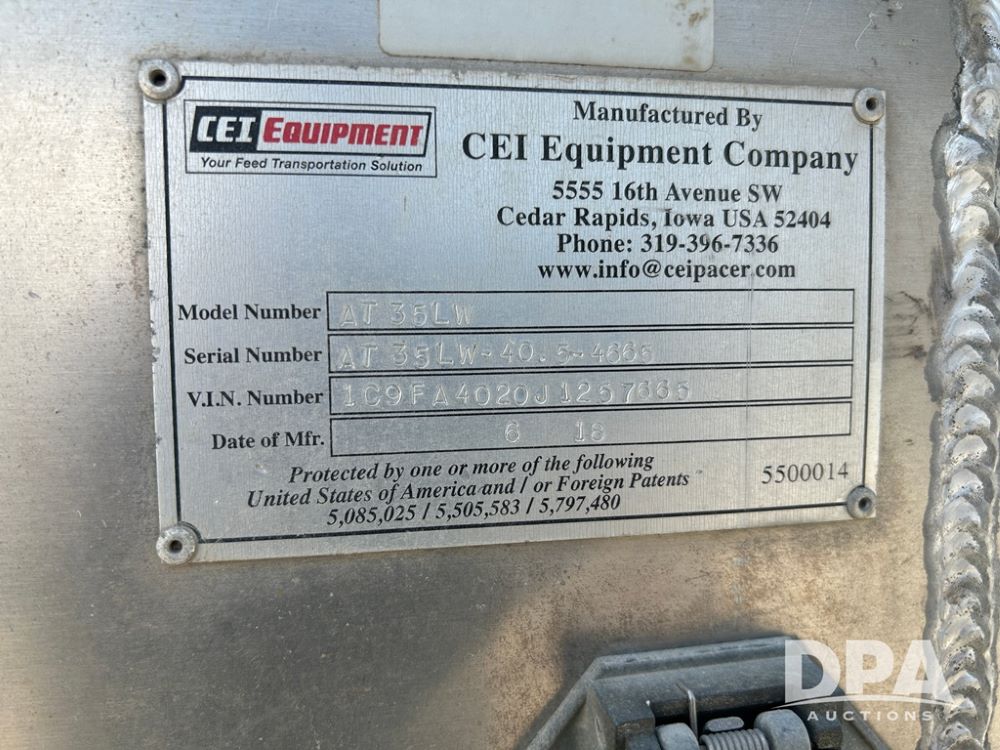 CEI EQUIPMENT
Your Feed Transportation Solution
Manufactured By
CEI Equipment Company
5555 16th Avenue SW
Cedar Rapids, Iowa USA 52404
Phone: 319-396-7336
www.info@ceipacer.com
Model Number AT 35LW
Serial Number AT 35LW-40.5-4665
V.I.N. Number 1C9FA4020J1257665
Date of Mfr. 6 18
Protected by one or more of the following
United States of America and / or Foreign Patents
5,085,025 / 5,505,583 / 5,797,480
5500014
DPA
AUCTIONS